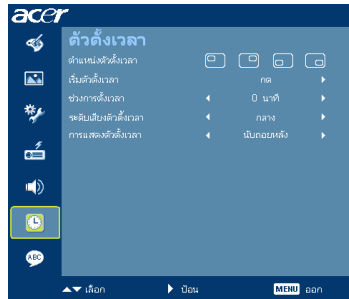 acer
ตัวตั้งเวลา
ตำแหน่งตัวตั้งเวลา
เริ่มตัวตั้งเวลา กด
ช่วงการตั้งเวลา 0 นาที
ระดับเสียงตัวตั้งเวลา กลาง
การแสดงตัวตั้งเวลา นับถอยหลัง
ABC
เลือก ป้อน MENU ออก